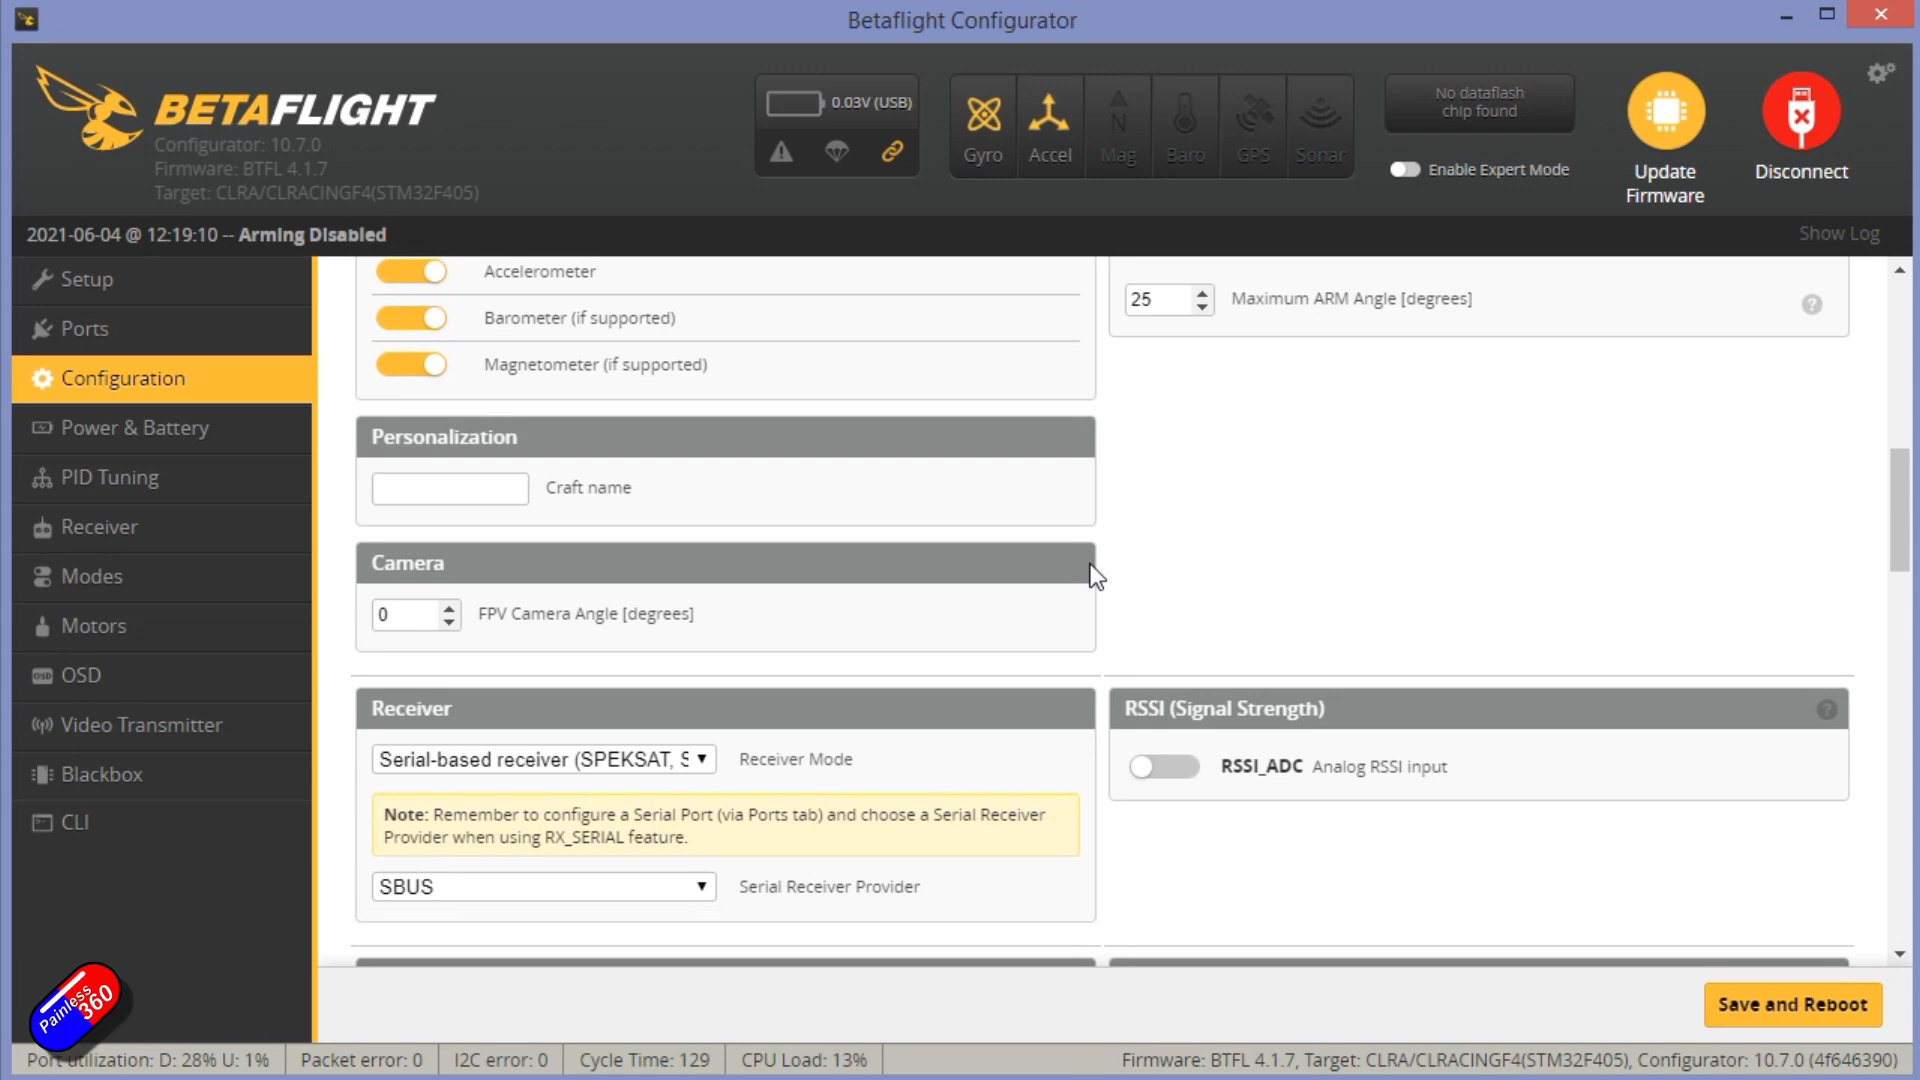 Betaflight Configurator
BETAFLIGHT
Configurator: 10.7.0
Firmware: BTFL 4.1.7
Target: CLRA/CLRACINGF4(STM32F405)
0.03V (USB)
Gyro
Accel
N
Mag
Baro
GPS
Sonar
No dataflash
chip found
Enable Expert Mode
Update
Firmware
Disconnect
2021-06-04 @ 12:19:10 -- Arming Disabled
Show Log
Setup
Ports
Configuration
Power & Battery
PID Tuning
Receiver
Modes
Motors
OSD
OSD
Video Transmitter
Blackbox
CLI
Accelerometer
Barometer (if supported)
Magnetometer (if supported)
25
Maximum ARM Angle [degrees]
?
Personalization
Craft name
Camera
0
FPV Camera Angle [degrees]
Receiver
Serial-based receiver (SPEKSAT, S
Receiver Mode
Note: Remember to configure a Serial Port (via Ports tab) and choose a Serial Receiver
Provider when using RX_SERIAL feature.
SBUS
Serial Receiver Provider
RSSI (Signal Strength)
?
RSSI_ADC Analog RSSI input
Save and Reboot
Painless
360
Port utilization: D: 28% U: 1%
Packet error: 0
I2C error: 0
Cycle Time: 129
CPU Load: 13%
Firmware: BTFL 4.1.7, Target: CLRA/CLRACINGF4(STM32F405), Configurator: 10.7.0 (4f646390)